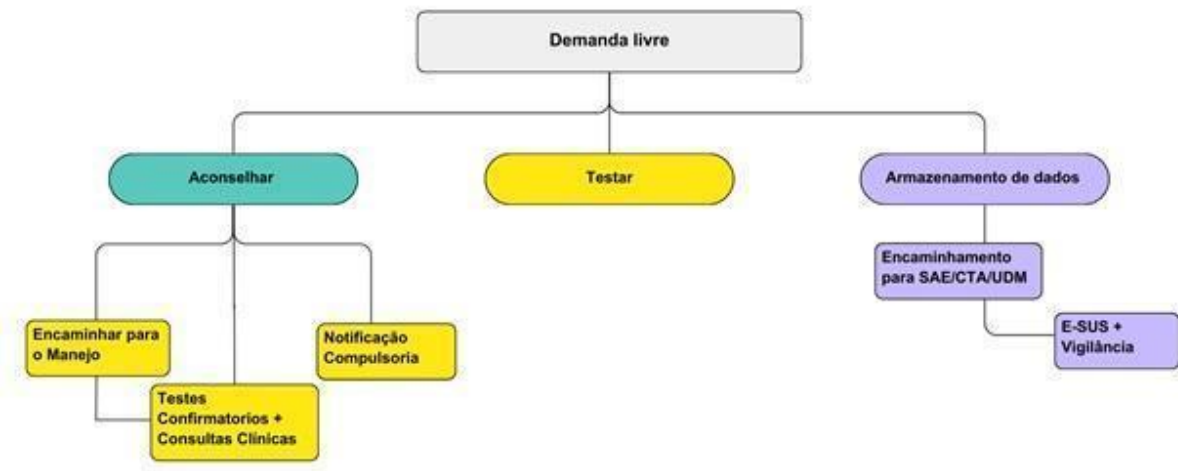 Demanda livre
Aconselhar
Testar
Armazenamento de dados
Encaminhamento
para SAE/CTA/UDM
Encaminhar para
o Manejo
Notificação
Compulsoria
E-SUS +
Vigilância
Testes
Confirmatorios +
Consultas Clínicas